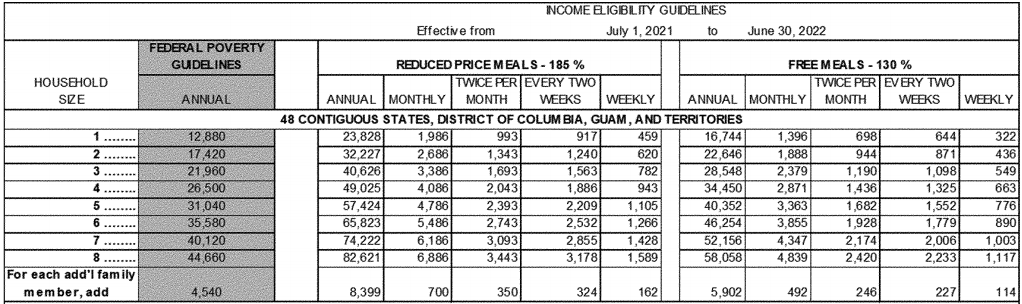 INCOME ELIGIBILITY GUIDELINES
Effective from July 1, 2021 to June 30, 2022
FEDERAL POVERTY GUIDELINES REDUCED PRICE MEALS - 185 % FREE MEALS - 130 %
HOUSEHOLD SIZE ANNUAL ANNUAL MONTHLY TWICE PER MONTH EVERY TWO WEEKS WEEKLY ANNUAL MONTHLY TWICE PER MONTH EVERY TWO WEEKS WEEKLY
48 CONTIGUOUS STATES, DISTRICT OF COLUMBIA, GUAM, AND TERRITORIES
1 ........ 12,880 23,828 1,986 993 917 459 16,744 1,396 698 644 322
2 ........ 17,420 32,227 2,686 1,343 1,240 620 22,646 1,888 944 871 436
3 ........ 21,960 40,626 3,386 1,693 1,563 782 28,548 2,379 1,190 1,098 549
4 ........ 26,500 49,025 4,086 2,043 1,886 943 34,450 2,871 1,436 1,325 663
5 ........ 31,040 57,424 4,786 2,393 2,209 1,105 40,352 3,363 1,682 1,552 776
6 ........ 35,580 65,823 5,486 2,743 2,532 1,266 46,254 3,855 1,928 1,779 890
7 ........ 40,120 74,222 6,186 3,093 2,855 1,428 52,156 4,347 2,174 2,006 1,003
8 ........ 44,660 82,621 6,886 3,443 3,178 1,589 58,058 4,839 2,420 2,233 1,117
For each add'l family
member, add 4,540 8,399 700 350 324 162 5,902 492 246 227 114